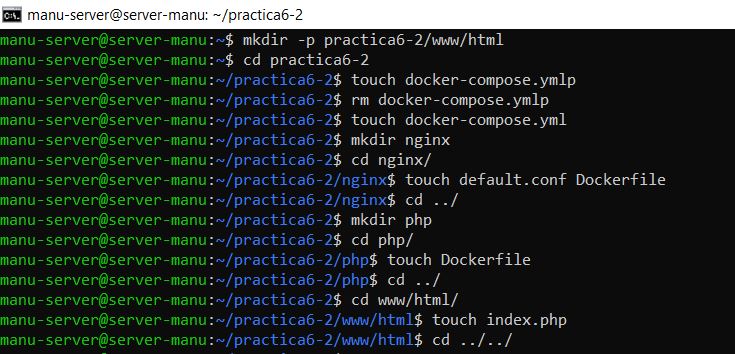 manu-server@server-manu: ~/practica6-2
manu-server@server-manu:~$ mkdir -p practica6-2/www/html
manu-server@server-manu:~$ cd practica6-2
manu-server@server-manu:~/practica6-2$ touch docker-compose.ymlp
manu-server@server-manu:~/practica6-2$ rm docker-compose.ymlp
manu-server@server-manu:~/practica6-2$ touch docker-compose.yml
manu-server@server-manu:~/practica6-2$ mkdir nginx
manu-server@server-manu:~/practica6-2$ cd nginx/
manu-server@server-manu:~/practica6-2/nginx$ touch default.conf Dockerfile
manu-server@server-manu:~/practica6-2/nginx$ cd ../
manu-server@server-manu:~/practica6-2$ mkdir php
manu-server@server-manu:~/practica6-2$ cd php/
manu-server@server-manu:~/practica6-2/php$ touch Dockerfile
manu-server@server-manu:~/practica6-2/php$ cd ../
manu-server@server-manu:~/practica6-2$ cd www/html/
manu-server@server-manu:~/practica6-2/www/html$ touch index.php
manu-server@server-manu:~/practica6-2/www/html$ cd ../../